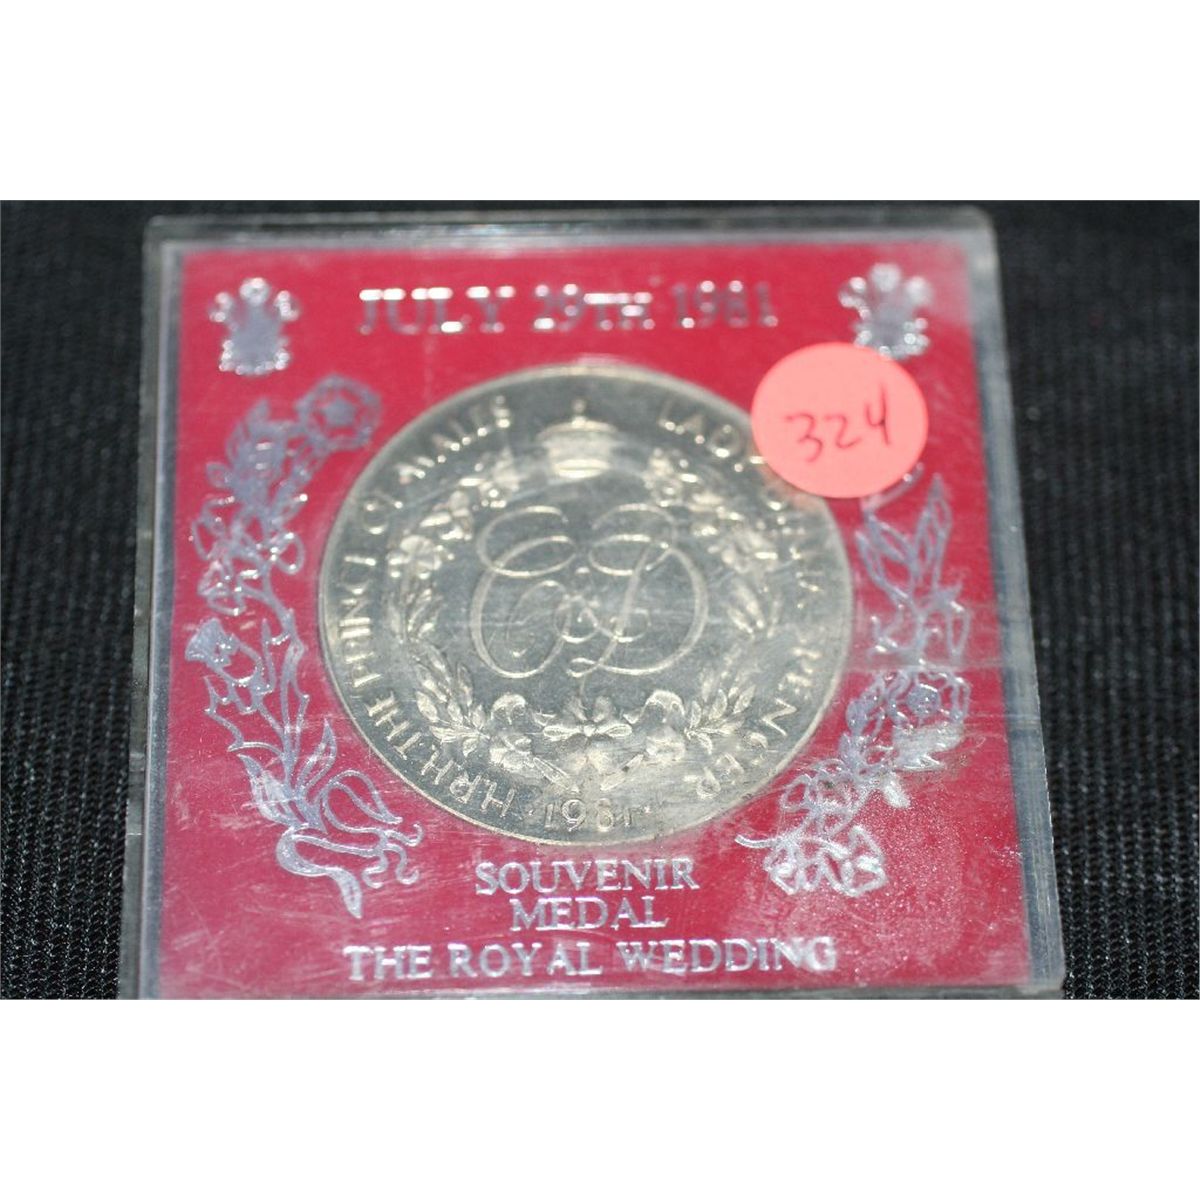 JULY 29TH 1981
324
H.R.H. THE PRINCE OF WALES
LADY DIANA SPENCER
C D
1981
SOUVENIR
MEDAL
THE ROYAL WEDDING